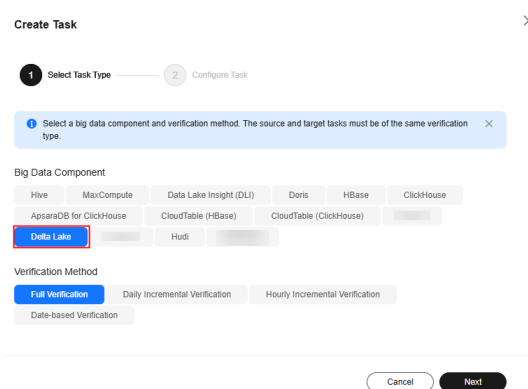 Create Task
1 Select Task Type 2 Configure Task
Select a big data component and verification method. The source and target tasks must be of the same verification
type.
Big Data Component
Hive MaxCompute Data Lake Insight (DLI) Doris HBase ClickHouse
ApsaraDB for ClickHouse CloudTable (HBase) CloudTable (ClickHouse)
Delta Lake Hudi
Verification Method
Full Verification Daily Incremental Verification Hourly Incremental Verification
Date-based Verification
Cancel Next